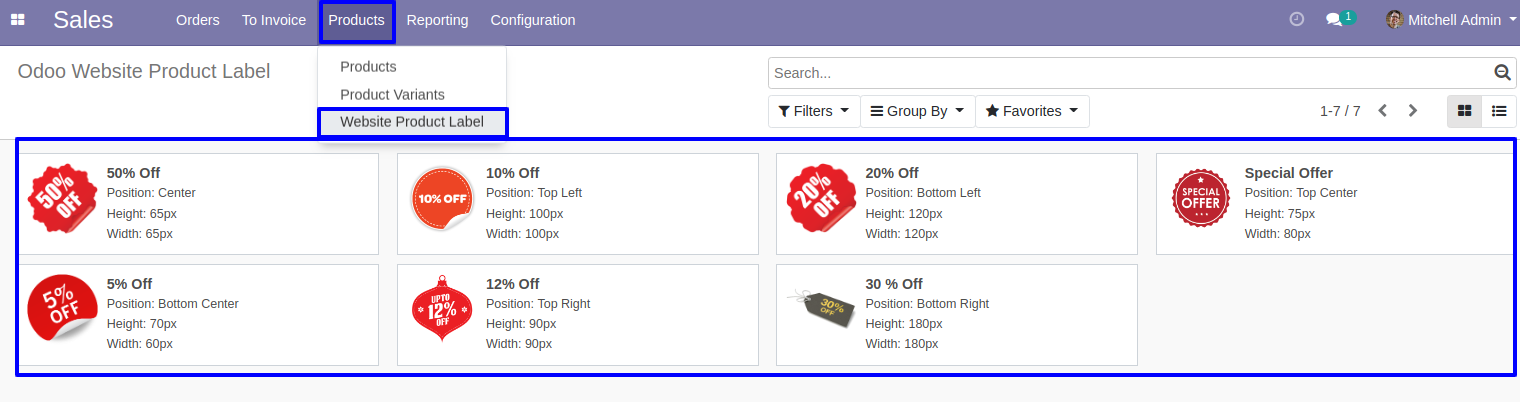 Sales
Orders
To Invoice
Products
Reporting
Configuration
1
Mitchell Admin
Odoo Website Product Label
Products
Product Variants
Website Product Label
Search...
Filters
Group By
Favorites
1-7 / 7
50% OFF
50% Off
Position: Center
Height: 65px
Width: 65px
10% OFF
10% Off
Position: Top Left
Height: 100px
Width: 100px
20% OFF
20% Off
Position: Bottom Left
Height: 120px
Width: 120px
SPECIAL
OFFER
Special Offer
Position: Top Center
Height: 75px
Width: 80px
5%
OFF
5% Off
Position: Bottom Center
Height: 70px
Width: 60px
UP TO
12%
OFF
12% Off
Position: Top Right
Height: 90px
Width: 90px
30%
OFF
30 % Off
Position: Bottom Right
Height: 180px
Width: 180px